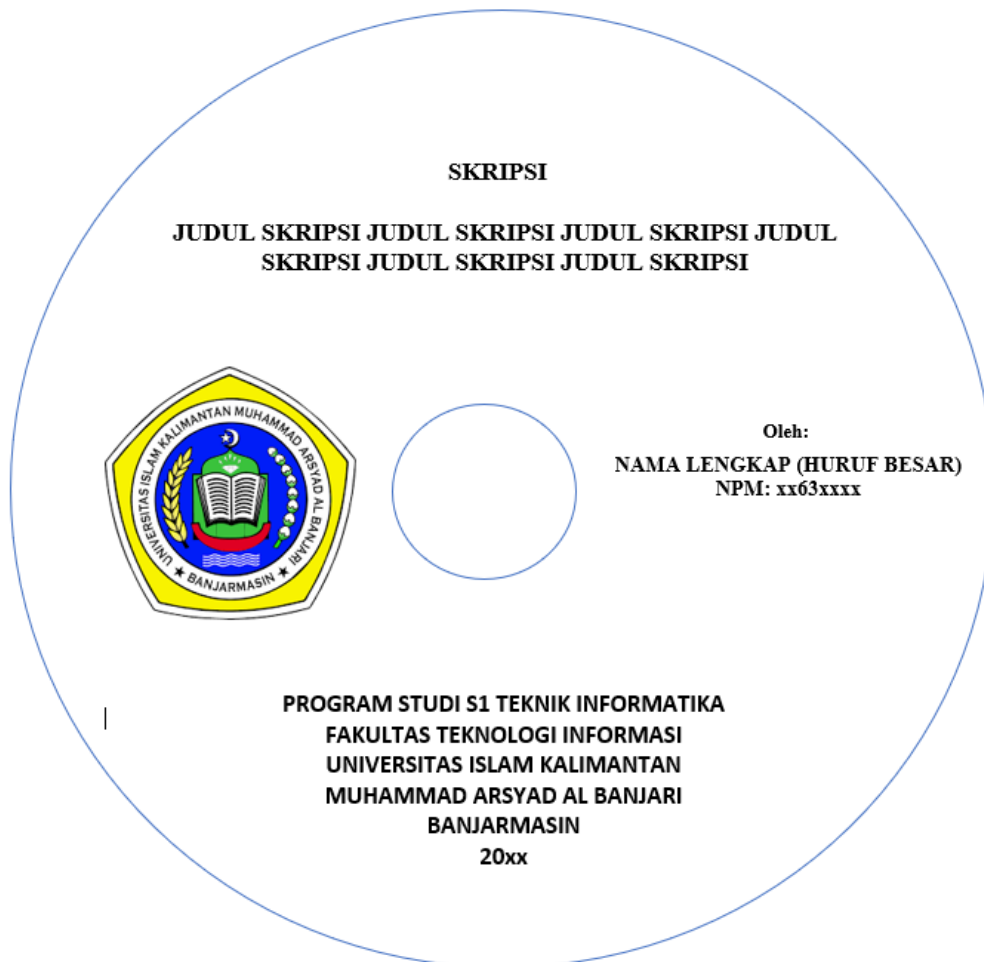 SKRIPSI
JUDUL SKRIPSI JUDUL SKRIPSI JUDUL SKRIPSI JUDUL
SKRIPSI JUDUL SKRIPSI JUDUL SKRIPSI
UNIVERSITAS ISLAM KALIMANTAN MUHAMMAD ARSYAD AL BANJARI
★ BANJARMASIN ★
Oleh:
NAMA LENGKAP (HURUF BESAR)
NPM: xx63xxxx
PROGRAM STUDI S1 TEKNIK INFORMATIKA
FAKULTAS TEKNOLOGI INFORMASI
UNIVERSITAS ISLAM KALIMANTAN
MUHAMMAD ARSYAD AL BANJARI
BANJARMASIN
20xx